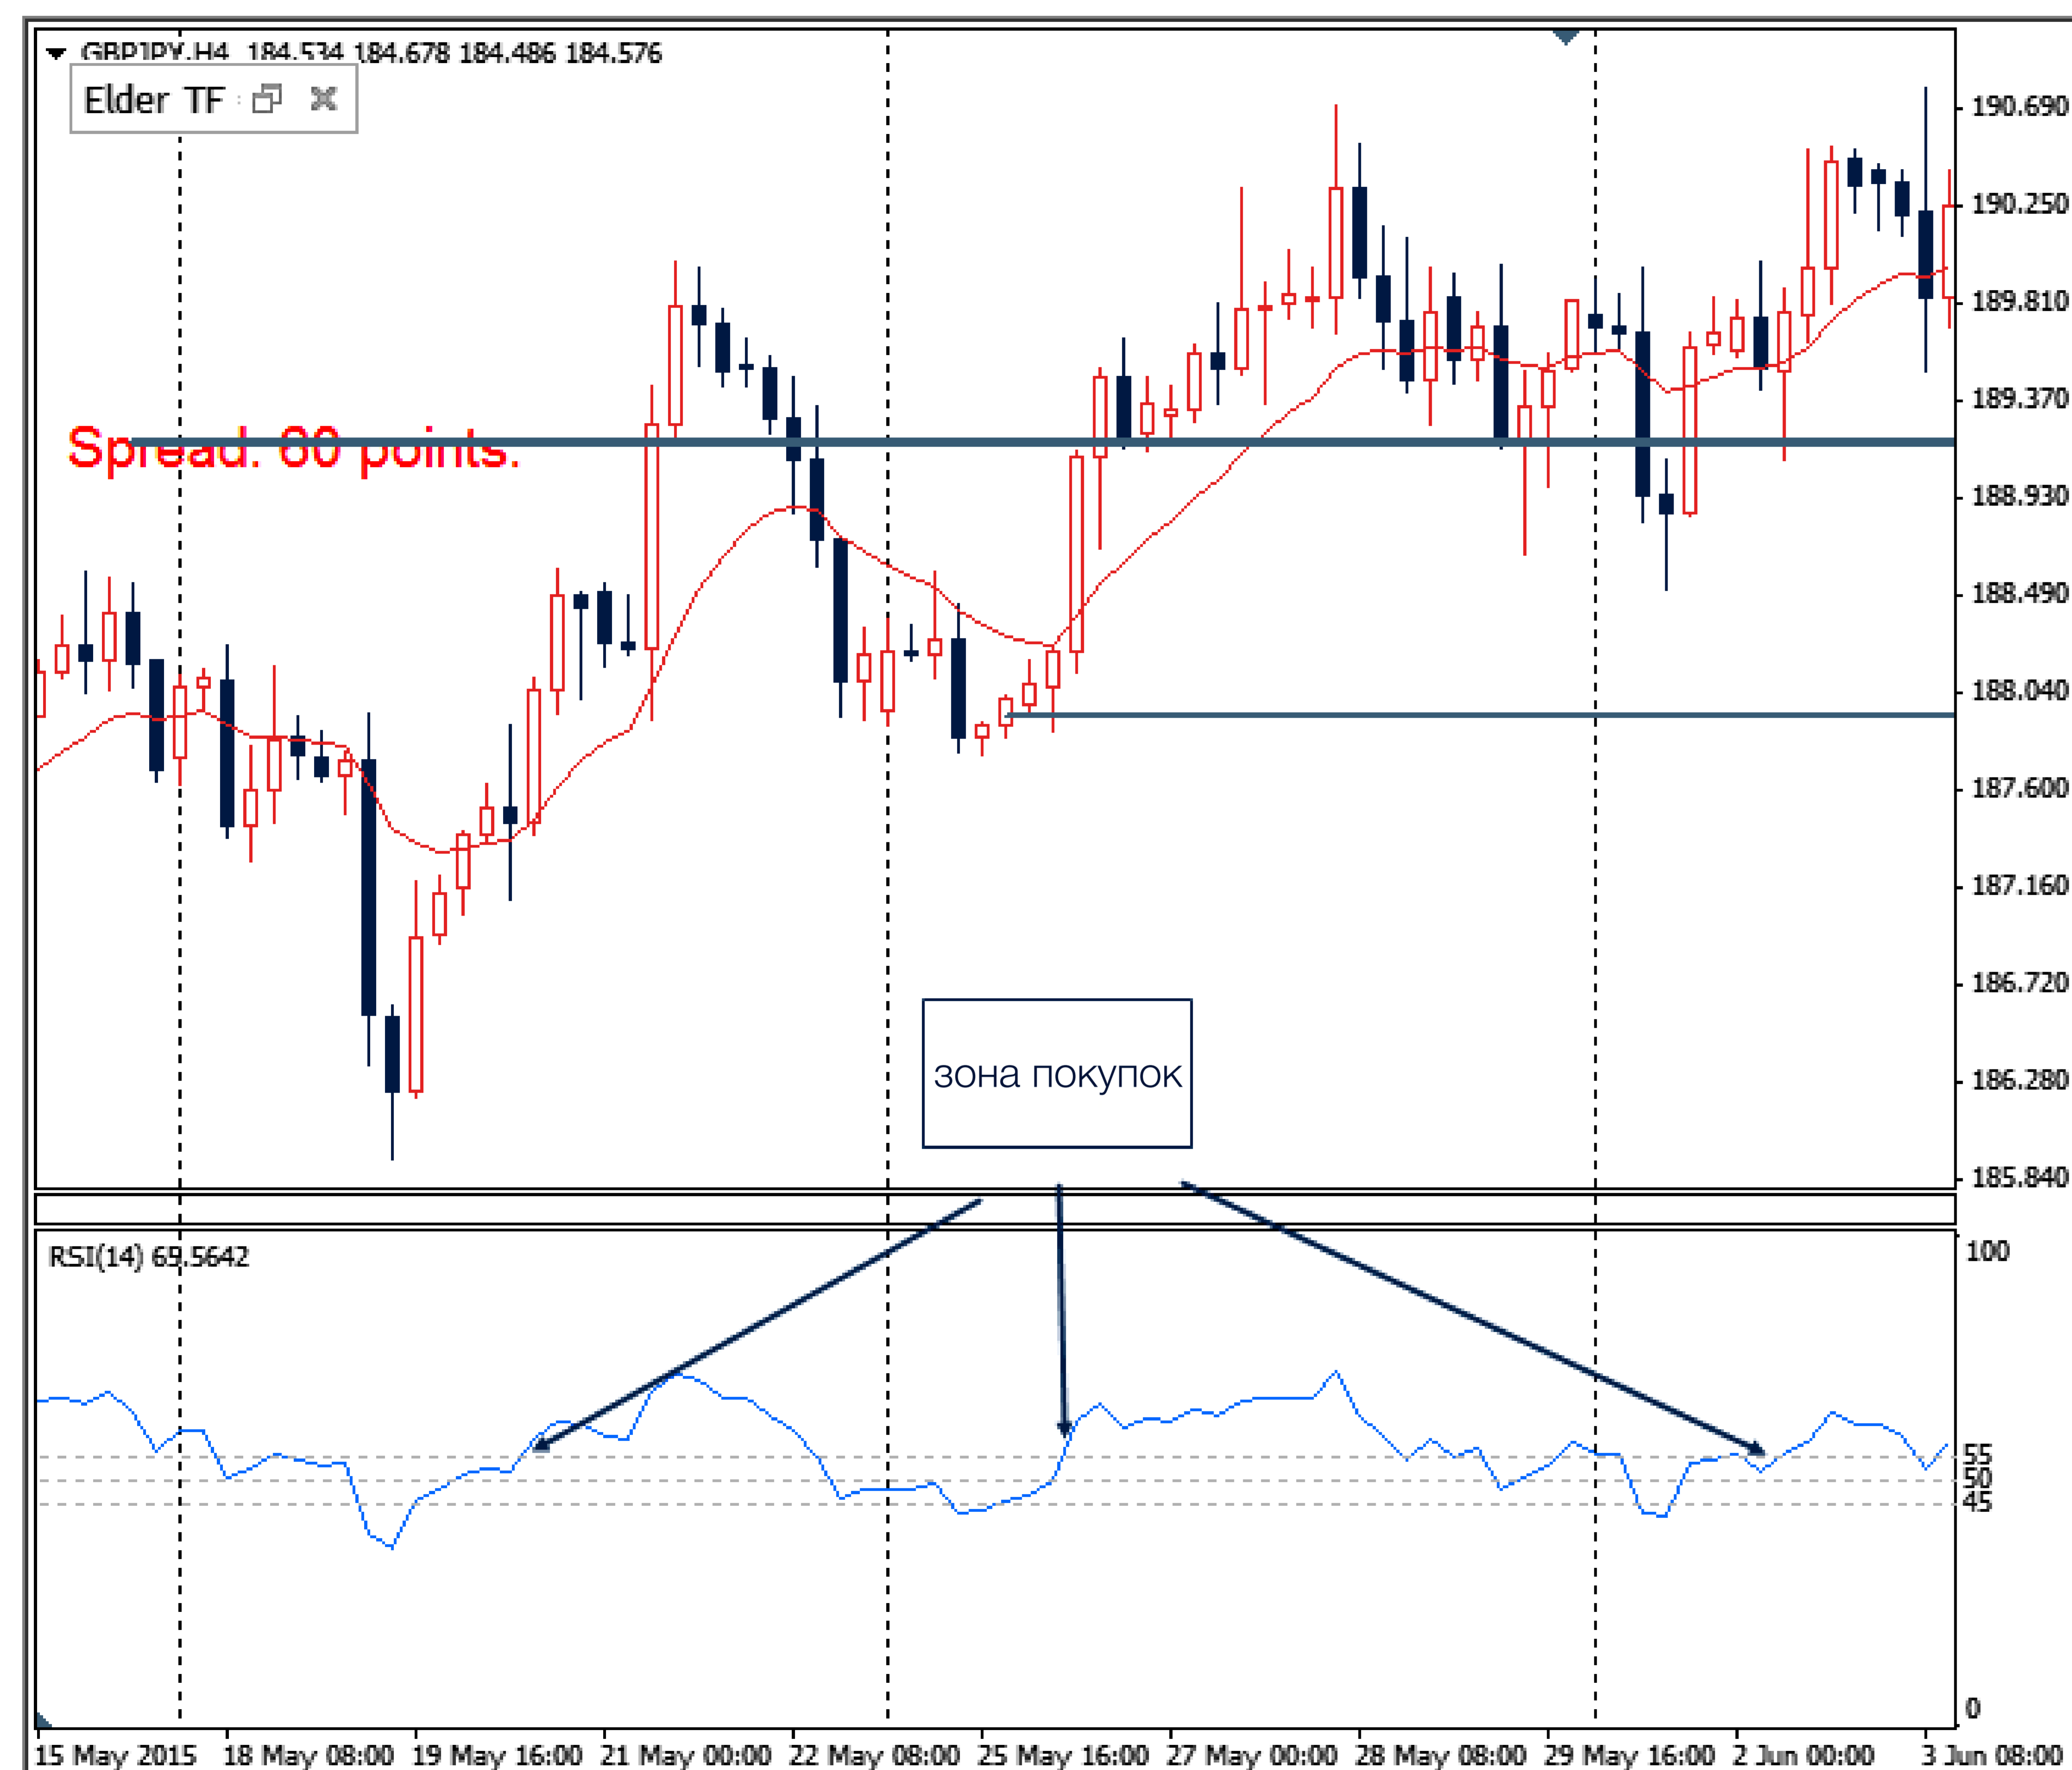 GBPJPY.H4 184.534 184.678 184.486 184.576
Elder TF
190.690
190.250
189.810
189.370
Spread. 60 points.
188.930
188.490
188.040
187.600
187.160
186.720
186.280
зона покупок
185.840
RSI(14) 69.5642
100
55
50
45
0
15 May 2015 18 May 08:00 19 May 16:00 21 May 00:00 22 May 08:00 25 May 16:00 27 May 00:00 28 May 08:00 29 May 16:00 2 Jun 00:00 3 Jun 08:00